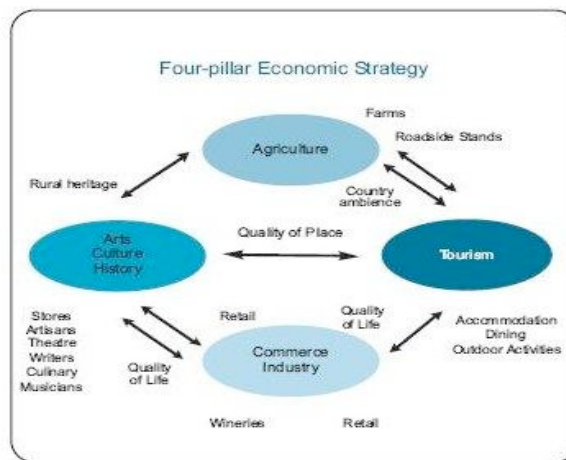 Four-pillar Economic Strategy
Farms
Roadside Stands
Agriculture
Rural heritage
Country
ambience
Quality of Place
Arts
Culture
History
Tourism
Stores
Artisans
Theatre
Writers
Culinary
Musicians
Retail
Quality
of Life
Quality
of Life
Commerce
Industry
Accommodation
Dining
Outdoor Activities
Wineries
Retail